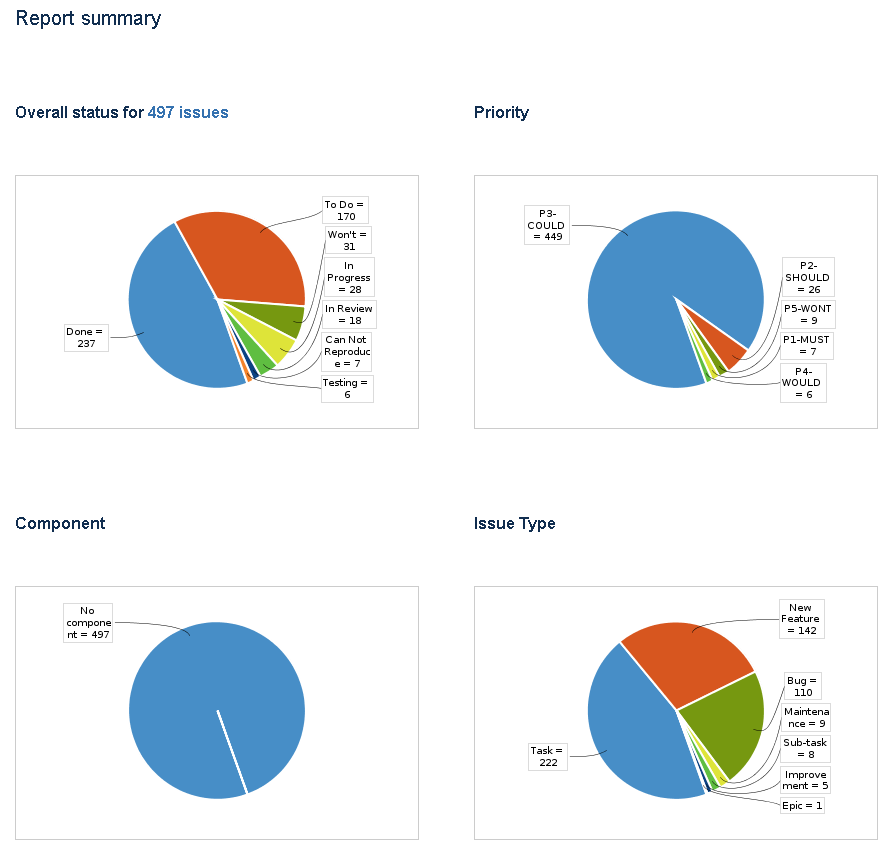 Report summary
Overall status for 497 issues
To Do =
170
Won't =
31
In
Progress
= 28
In Review
= 18
Can Not
Reproduc
e = 7
Testing =
6
Done =
237
Priority
P3-
COULD
= 449
P2-
SHOULD
= 26
P5-WONT
= 9
P1-MUST
= 7
P4-
WOULD
= 6
Component
No
compone
nt = 497
Issue Type
New
Feature
= 142
Bug =
110
Maintena
nce = 9
Sub-task
= 8
Improve
ment = 5
Epic = 1
Task =
222